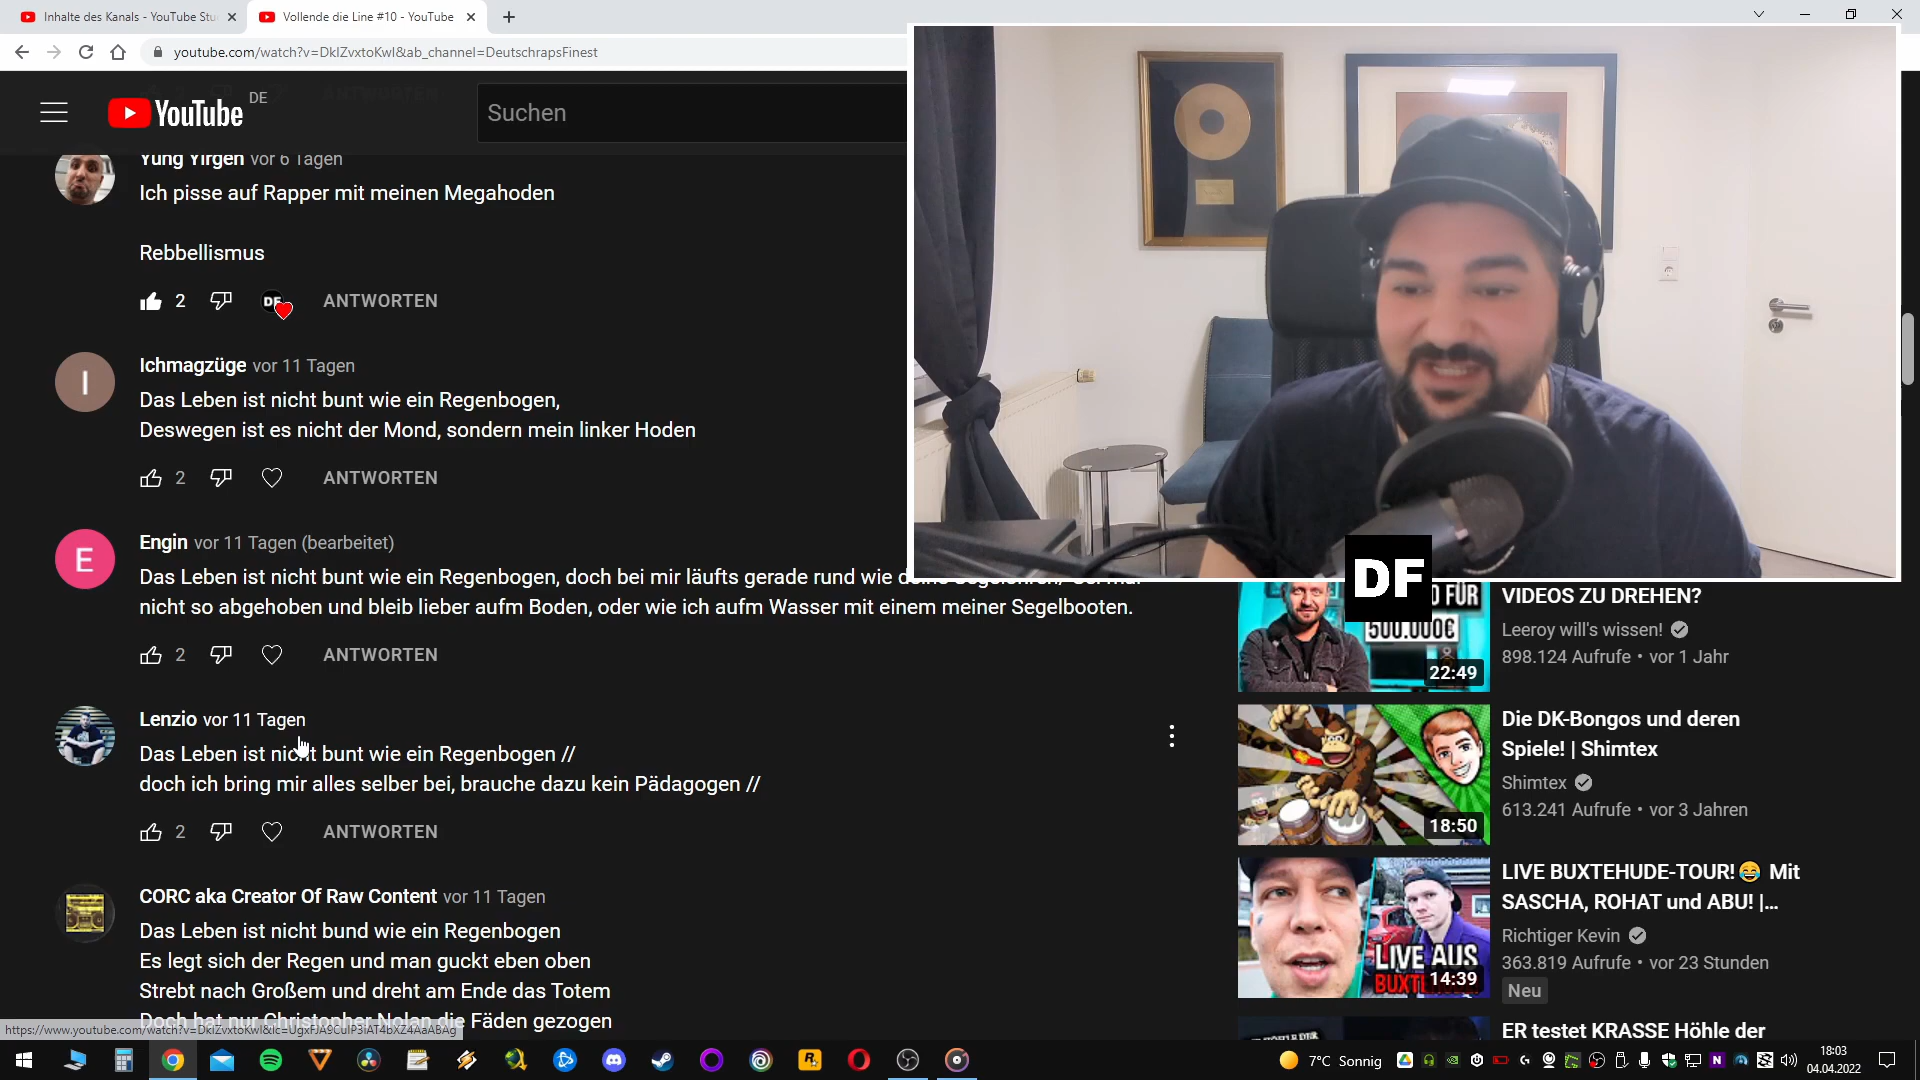 Inhalte des Kanals - YouTube Stu
Vollende die Line #10 - YouTube
youtube.com/watch?v=DkIZvxtoKwI&ab_channel=DeutschrapsFinest
YouTube DE
Suchen
Yung Yirgen vor 6 Tagen
Ich pisse auf Rapper mit meinen Megahoden
Rebbellismus
2 DF ANTWORTEN
Ichmagzüge vor 11 Tagen
I
Das Leben ist nicht bunt wie ein Regenbogen,
Deswegen ist es nicht der Mond, sondern mein linker Hoden
2 ANTWORTEN
Engin vor 11 Tagen (bearbeitet)
E
Das Leben ist nicht bunt wie ein Regenbogen, doch bei mir läufts gerade rund wie
nicht so abgehoben und bleib lieber aufm Boden, oder wie ich aufm Wasser mit einem meiner Segelbooten.
2 ANTWORTEN
Lenzio vor 11 Tagen
Das Leben ist nicht bunt wie ein Regenbogen //
doch ich bring mir alles selber bei, brauche dazu kein Pädagogen //
2 ANTWORTEN
CORC aka Creator Of Raw Content vor 11 Tagen
Das Leben ist nicht bund wie ein Regenbogen
Es legt sich der Regen und man guckt eben oben
Strebt nach Großem und dreht am Ende das Totem
Doch hat nur Christopher Nolan die Fäden gezogen
DF
FÜR
500.000€
22:49
VIDEOS ZU DREHEN?
Leeroy will's wissen!
898.124 Aufrufe • vor 1 Jahr
18:50
Die DK-Bongos und deren
Spiele! | Shimtex
Shimtex
613.241 Aufrufe • vor 3 Jahren
LIVE AUS
14:39
LIVE BUXTEHUDE-TOUR!😂 Mit
SASCHA, ROHAT und ABU! |...
Richtiger Kevin
363.819 Aufrufe • vor 23 Stunden
Neu
ER testet KRASSE Höhle der
7°C Sonnig
18:03
04.04.2022